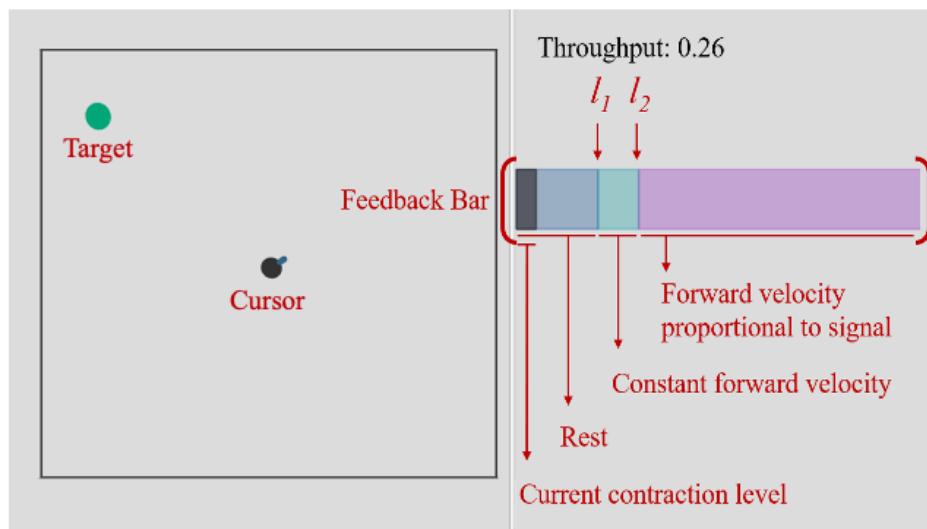 Throughput: 0.26
l1 l2
Target
Feedback Bar
Cursor
Forward velocity
proportional to signal
Constant forward velocity
Rest
Current contraction level